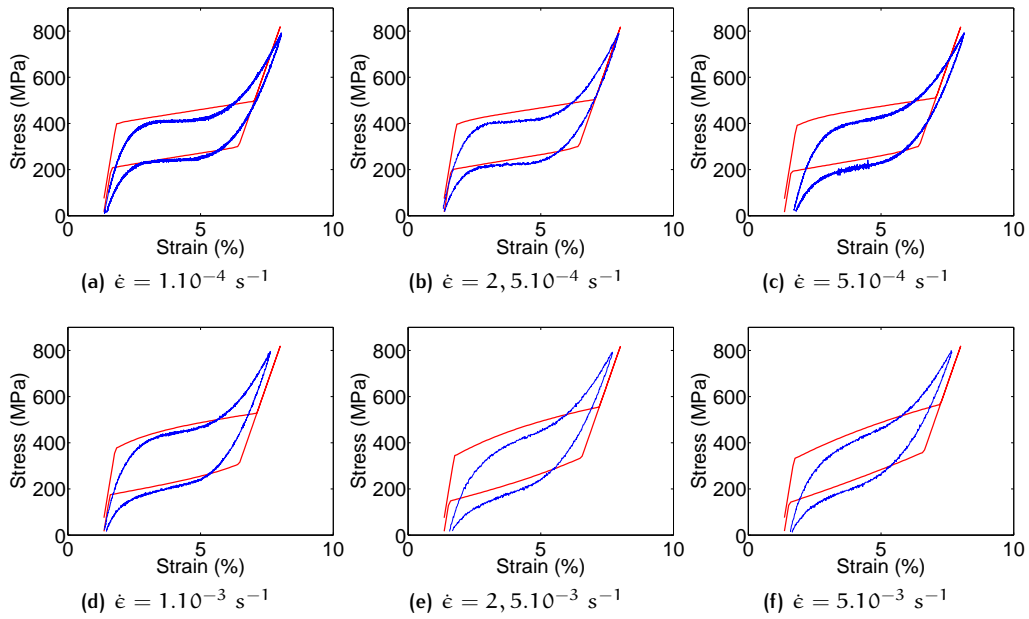 800
600
400
200
0
Stress (MPa)
0 5 10
Strain (%)
(a) ε̇ = 1.10⁻⁴ s⁻¹
800
600
400
200
0
Stress (MPa)
0 5 10
Strain (%)
(b) ε̇ = 2, 5.10⁻⁴ s⁻¹
800
600
400
200
0
Stress (MPa)
0 5 10
Strain (%)
(c) ε̇ = 5.10⁻⁴ s⁻¹
800
600
400
200
0
Stress (MPa)
0 5 10
Strain (%)
(d) ε̇ = 1.10⁻³ s⁻¹
800
600
400
200
0
Stress (MPa)
0 5 10
Strain (%)
(e) ε̇ = 2, 5.10⁻³ s⁻¹
800
600
400
200
0
Stress (MPa)
0 5 10
Strain (%)
(f) ε̇ = 5.10⁻³ s⁻¹